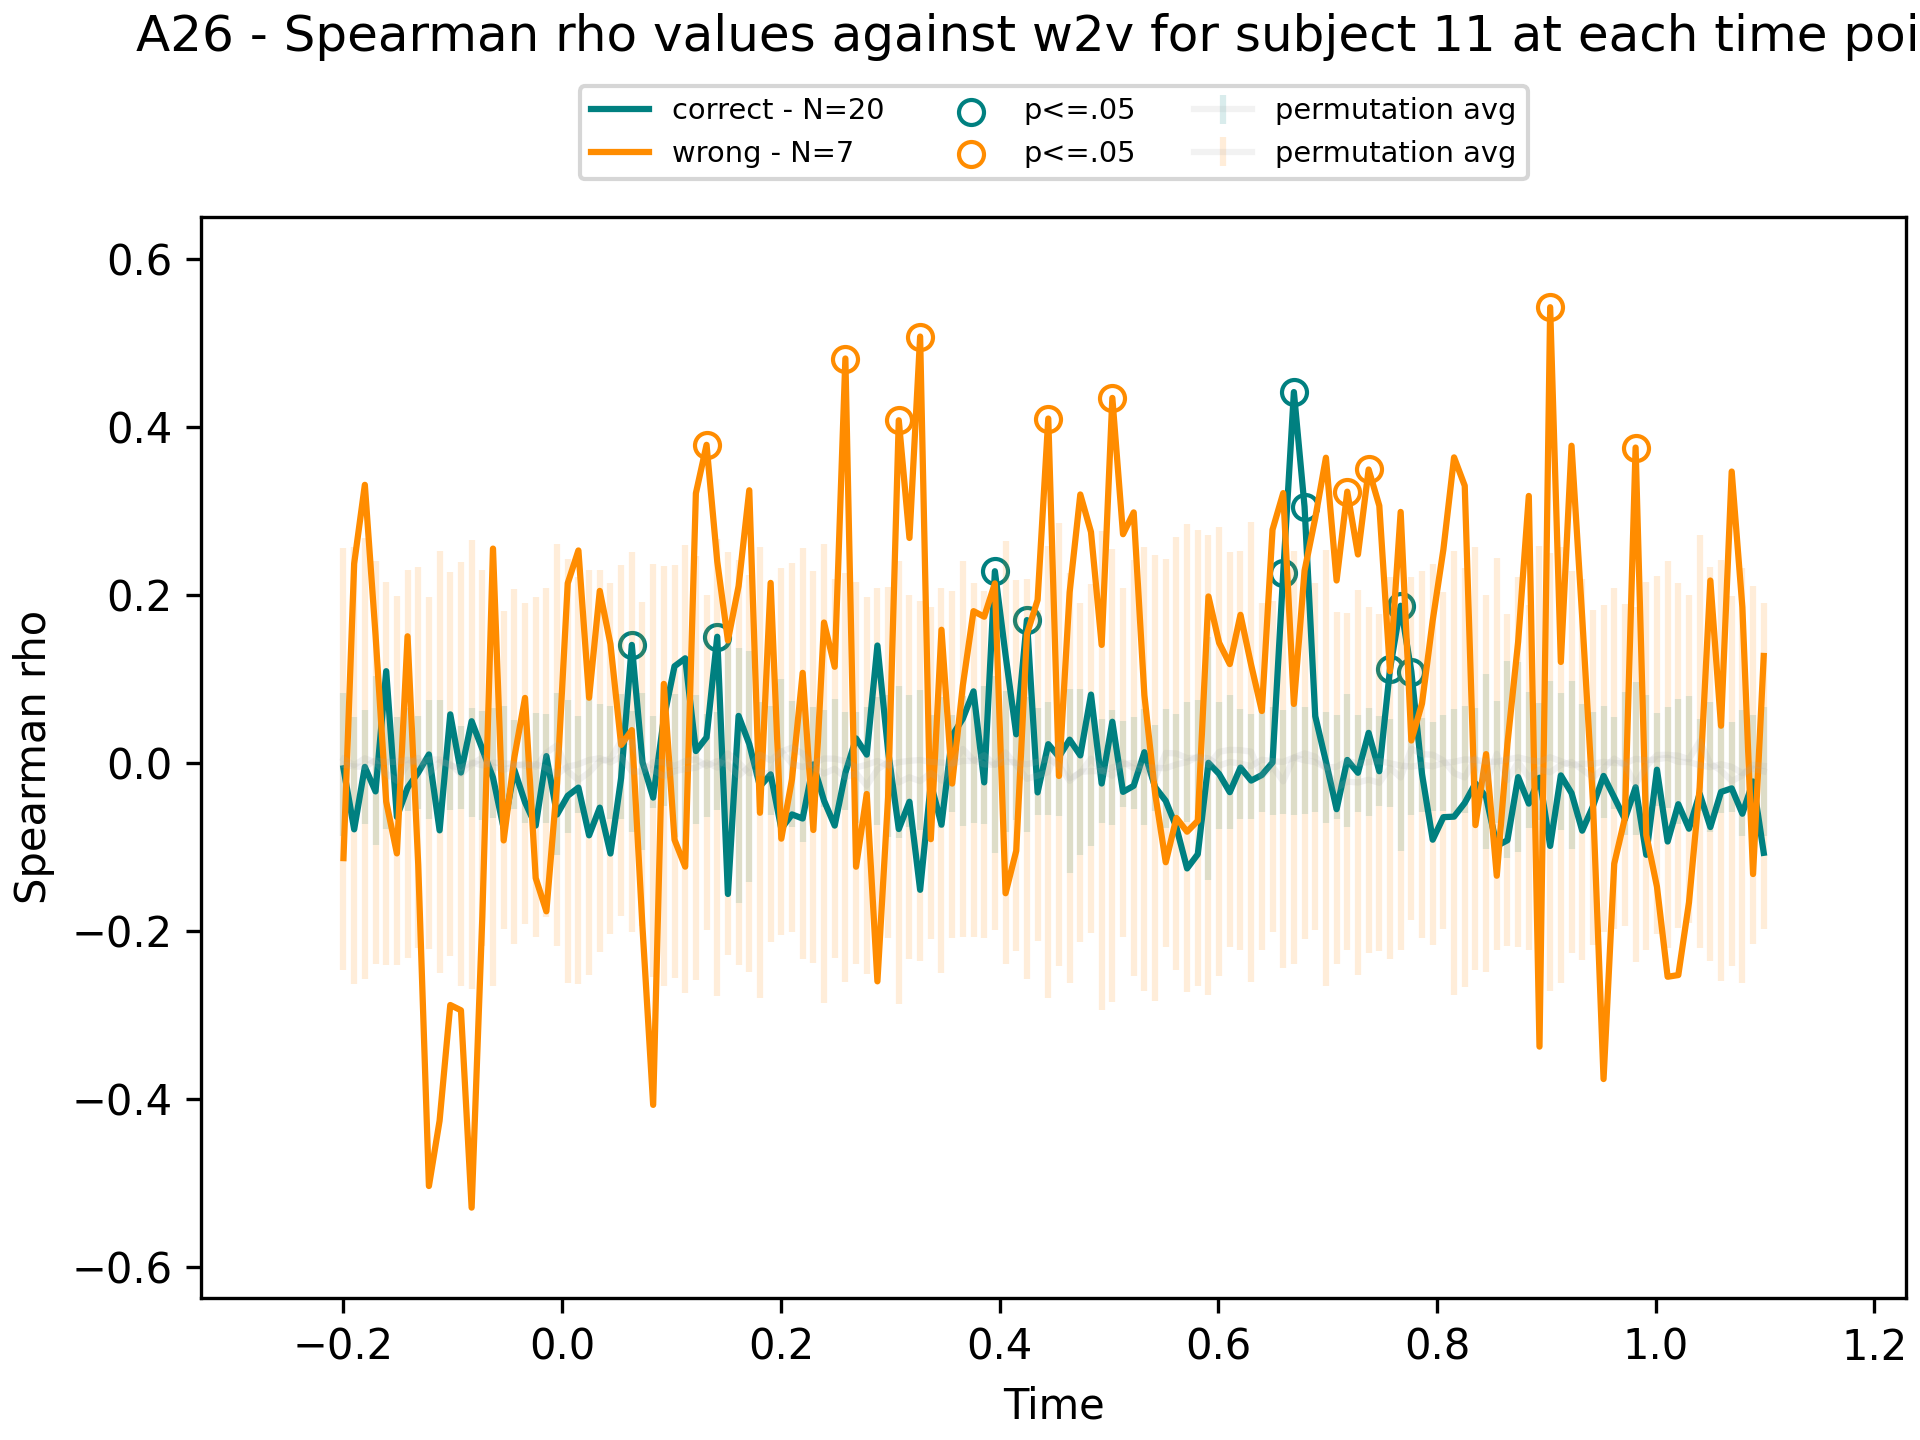 A26 - Spearman rho values against w2v for subject 11 at each time poi
correct - N=20 p<=.05 permutation avg
wrong - N=7 p<=.05 permutation avg
0.6
0.4
0.2
0.0
−0.2
−0.4
−0.6
Spearman rho
−0.2 0.0 0.2 0.4 0.6 0.8 1.0 1.2
Time